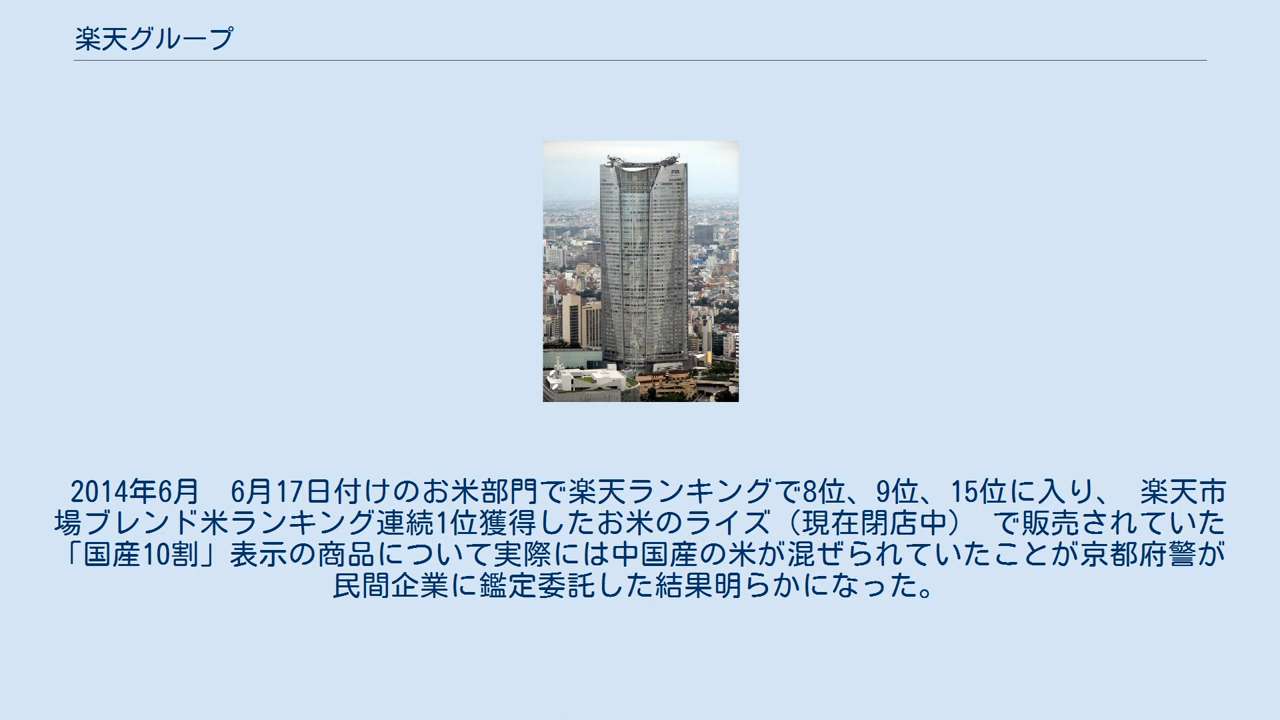 楽天グループ
2014年6月　6月17日付けのお米部門で楽天ランキングで8位、9位、15位に入り、 楽天市
場ブレンド米ランキング連続1位獲得したお米のライズ（現在閉店中） で販売されていた
「国産10割」表示の商品について実際には中国産の米が混ぜられていたことが京都府警が
民間企業に鑑定委託した結果明らかになった。